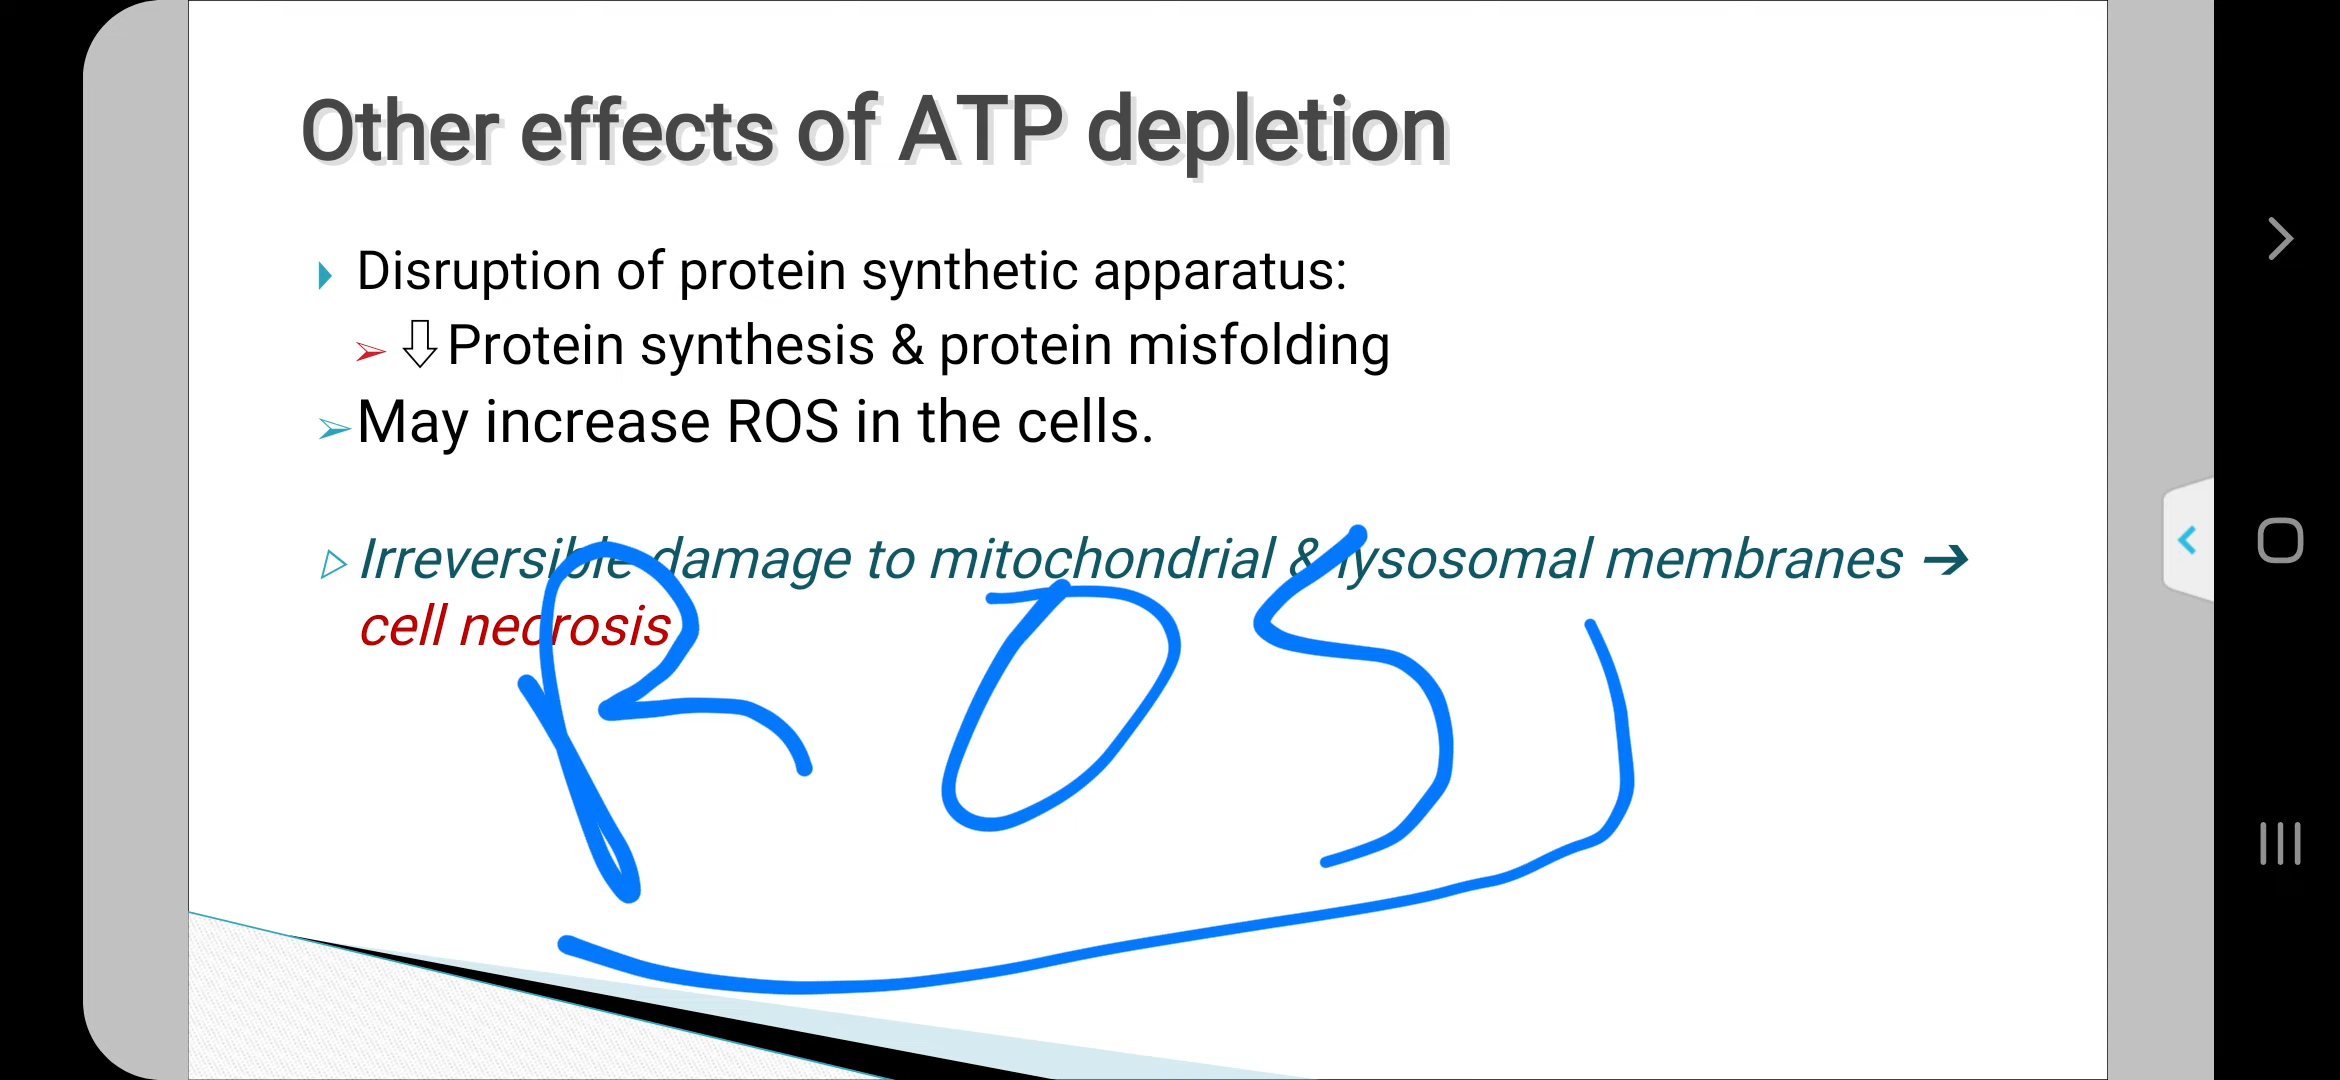 Other effects of ATP depletion
Disruption of protein synthetic apparatus:
⇩Protein synthesis & protein misfolding
May increase ROS in the cells.
Irreversible damage to mitochondrial & lysosomal membranes ➔
cell necrosis
ROS